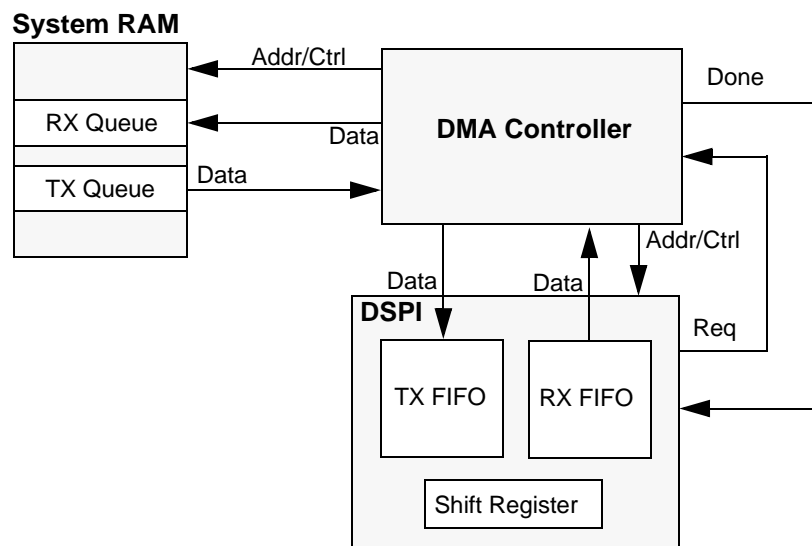 System RAM
Addr/Ctrl
Done
RX Queue
Data
DMA Controller
TX Queue
Data
Addr/Ctrl
Data
Data
DSPI
Req
TX FIFO
RX FIFO
Shift Register